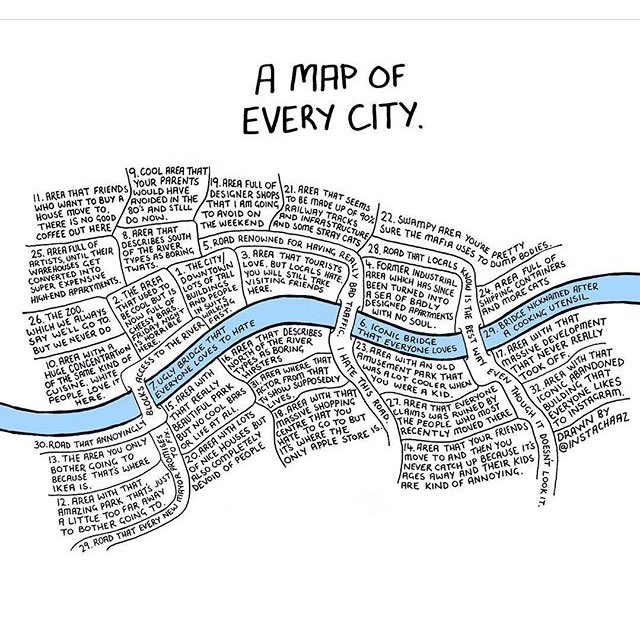 A MAP OF
EVERY CITY.
11. AREA THAT FRIENDS
WHO WANT TO BUY A
HOUSE MOVE TO.
THERE IS NO GOOD
COFFEE OUT HERE
9. COOL AREA THAT
YOUR PARENTS
WOULD HAVE
AVOIDED IN THE
80'S AND STILL
DO NOW.
19. AREA FULL OF
DESIGNER SHOPS
THAT I AM GOING
TO AVOID ON
THE WEEKEND
21. AREA THAT SEEMS
TO BE MADE UP OF 90%
RAILWAY TRACKS
AND INFRASTRUCTURE
AND SOME STRAY CATS
22. SWAMPY AREA YOU'RE PRETTY
SURE THE MAFIA USES TO DUMP BODIES.
25. AREA FULL OF
ARTISTS, UNTIL THEIR
WAREHOUSES GET
CONVERTED INTO
SUPER EXPENSIVE
HIGH-END APARTMENTS.
8. AREA THAT
DESCRIBES SOUTH
OF THE RIVER
TYPES AS BORING
TWATS.
5. ROAD RENOWNED FOR HAVING REALLY BAD TRAFFIC. I HATE THIS ROAD
28. ROAD THAT LOCALS KNOW IS THE BEST WAY EVEN THOUGH IT DOESN'T LOOK IT.
26. THE ZOO.
WHICH WE ALWAYS
SAY WE'LL GO TO
BUT WE NEVER DO
2. THE AREA
THAT USED TO
BE COOL BUT IS
NOW FULL OF
CHEESY BARS.
FRIDAY NIGHTS
ARE HORRIBLE
HERE.
1. THE CITY
DOWNTOWN
LOTS OF TALL
BUILDINGS
AND PEOPLE
WALKING
FAST.
3. AREA THAT TOURISTS
LOVE. BUT LOCALS HATE
YOU WILL STILL TAKE
VISITING FRIENDS
HERE.
4. FORMER INDUSTRIAL
AREA WHICH HAS SINCE
BEEN TURNED INTO
A SEA OF BADLY
DESIGNED APARTMENTS
WITH NO SOUL.
24. AREA FULL OF
SHIPPING CONTAINERS
AND MORE CATS
10. AREA WITH A
HUGE CONCENTRATION
OF THE SAME KIND OF
CUISINE. WHITE
PEOPLE LOVE IT
HERE.
7. UGLY BRIDGE THAT
EVERYONE LOVES TO HATE
6. ICONIC BRIDGE
THAT EVERYONE LOVES
29. BRIDGE NICKNAMED AFTER
A COOKING UTENSIL
30. ROAD THAT ANNOYINGLY BLOCKS ACCESS TO THE RIVER
15. AREA WITH
THAT REALLY
BEAUTIFUL PARK
BUT NO COOL BARS
OR LIFE AT ALL.
16. AREA THAT DESCRIBES
NORTH OF THE RIVER
TYPES AS BORING
31. AREA WHERE THAT
ACTOR FROM THAT
TV SHOW SUPPOSEDLY
LIVES.
23. AREA WITH AN OLD
AMUSEMENT PARK THAT
WAS MUCH COOLER WHEN
YOU WERE A KID.
17. AREA WITH THAT
MASSIVE DEVELOPMENT
THAT NEVER REALLY
TOOK OFF.
13. THE AREA YOU ONLY
BOTHER GOING TO
BECAUSE THAT'S WHERE
IKEA IS.
20. AREA WITH LOTS
OF NICE HOUSES BUT
ALSO COMPLETELY
DEVOID OF PEOPLE
18. AREA WITH THAT
MASSIVE SHOPPING
CENTRE THAT YOU
HATE TO GO TO BUT
IT'S WHERE THE
ONLY APPLE STORE IS.
27. AREA THAT EVERYONE
CLAIMS WAS RUINED BY
THE PEOPLE WHO MOST
RECENTLY MOVED THERE
32. AREA WITH THAT
ICONIC ABANDONED
BUILDING THAT
EVERYONE LIKES
TO INSTAGRAM.
12. AREA WITH THAT
AMAZING PARK THAT'S JUST
A LITTLE TOO FAR AWAY
TO BOTHER GOING TO.
14. AREA THAT YOUR FRIENDS
MOVE TO AND THEN YOU
NEVER CATCH UP BECAUSE IT'S
AGES AWAY AND THEIR KIDS
ARE KIND OF ANNOYING.
29. ROAD THAT EVERY NEW MAYOR PROMISES TO
DRAWN BY
@INSTACHAAZ